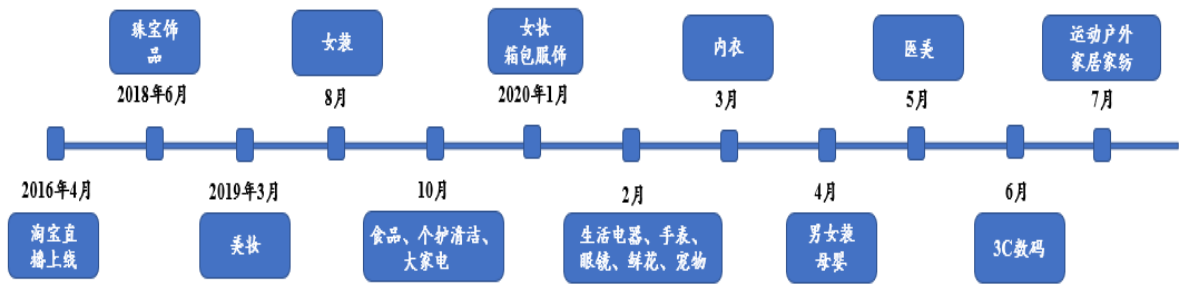 珠宝饰
品
2018年6月
女装
8月
女妆
箱包服饰
2020年1月
内衣
3月
医美
5月
运动户外
家居家纺
7月
2016年4月
淘宝直
播上线
2019年3月
美妆
10月
食品、个护清洁、
大家电
2月
生活电器、手表、
眼镜、鲜花、宠物
4月
男女装
母婴
6月
3C数码